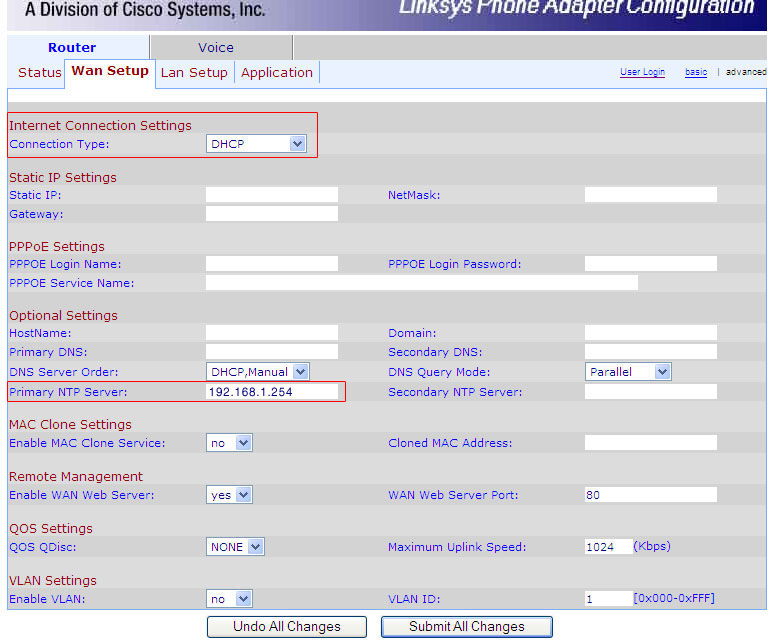 A Division of Cisco Systems, Inc. Linksys Phone Adapter Configuration
Router Voice
Status Wan Setup Lan Setup Application User Login basic | advanced
Internet Connection Settings
Connection Type: DHCP
Static IP Settings
Static IP: NetMask:
Gateway:
PPPoE Settings
PPPOE Login Name: PPPOE Login Password:
PPPOE Service Name:
Optional Settings
HostName: Domain:
Primary DNS: Secondary DNS:
DNS Server Order: DHCP,Manual DNS Query Mode: Parallel
Primary NTP Server: 192.168.1.254 Secondary NTP Server:
MAC Clone Settings
Enable MAC Clone Service: no Cloned MAC Address:
Remote Management
Enable WAN Web Server: yes WAN Web Server Port: 80
QOS Settings
QOS QDisc: NONE Maximum Uplink Speed: 1024 (Kbps)
VLAN Settings
Enable VLAN: no VLAN ID: 1 [0x000-0xFFF]
Undo All Changes Submit All Changes